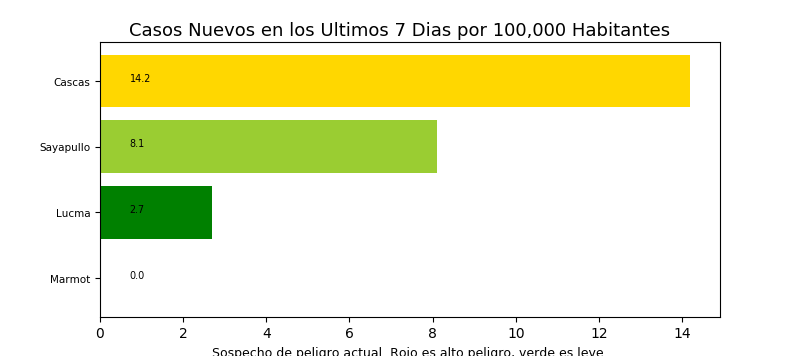 Casos Nuevos en los Ultimos 7 Dias por 100,000 Habitantes
Cascas
14.2
Sayapullo
8.1
Lucma
2.7
Marmot
0.0
0 2 4 6 8 10 12 14
Sospecho de peligro actual. Rojo es alto peligro, verde es leve